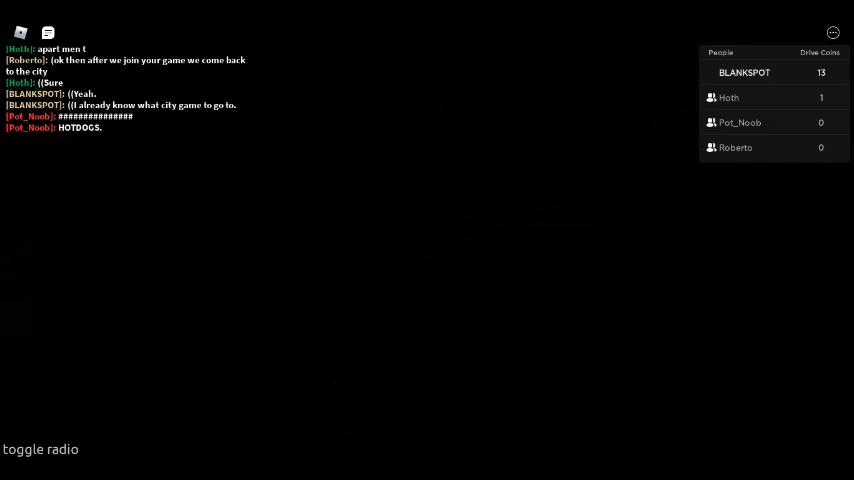 [Hoth]: apart men t
[Roberto]: (ok then after we join your game we come back
to the city
[Hoth]: ((Sure
[BLANKSPOT]: ((Yeah.
[BLANKSPOT]: ((I already know what city game to go to.
[Pot_Noob]: ###############
[Pot_Noob]: HOTDOGS.
People Drive Coins
BLANKSPOT 13
Hoth 1
Pot_Noob 0
Roberto 0
toggle radio